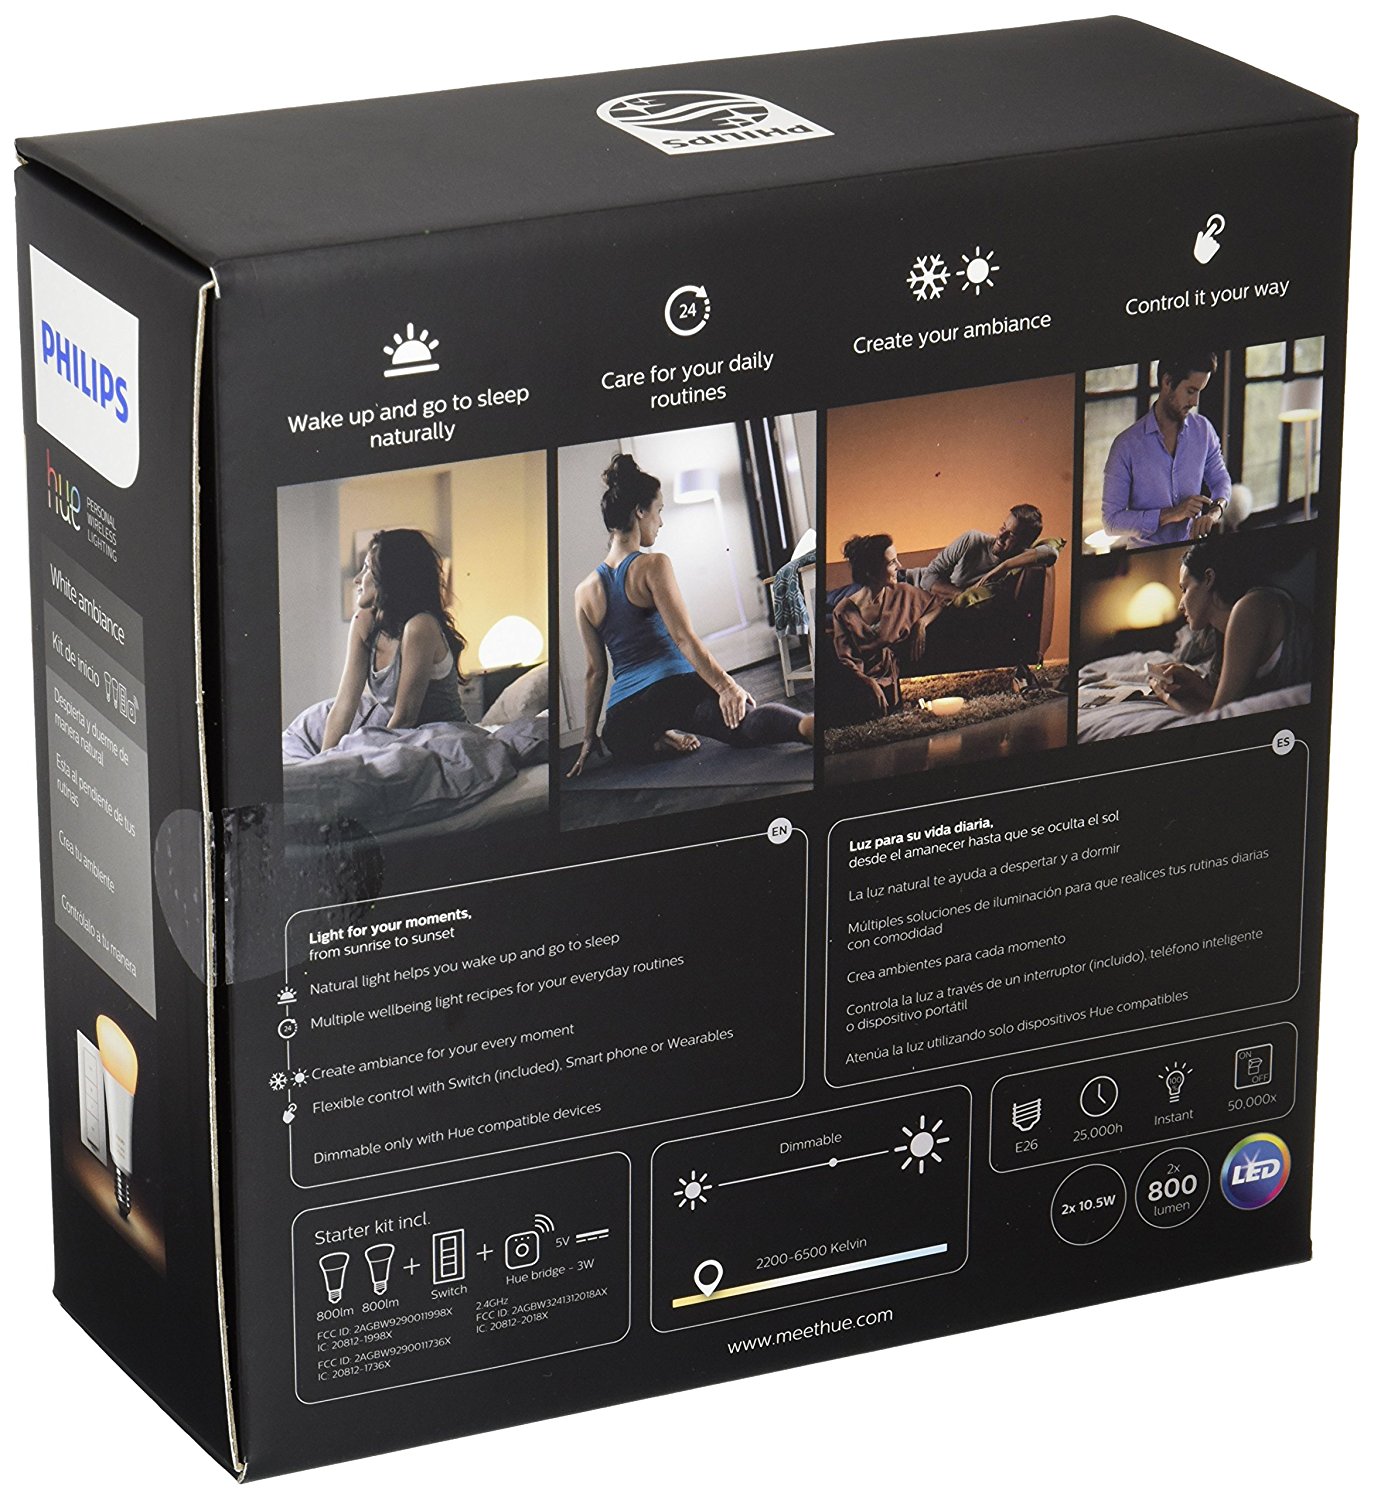 PHILIPS
PHILIPS
hue
PERSONAL
WIRELESS
LIGHTING
White ambiance
Kit de inicio
Despierta y duerme de
manera natural
Esta al pendiente de tus
rutinas
Crea tu ambiente
Contrólalo a tu manera
Wake up and go to sleep
naturally
24
Care for your daily
routines
Create your ambiance
Control it your way
EN
Light for your moments,
from sunrise to sunset
Natural light helps you wake up and go to sleep
24
Multiple wellbeing light recipes for your everyday routines
Create ambiance for your every moment
Flexible control with Switch (included), Smart phone or Wearables
Dimmable only with Hue compatible devices
ES
Luz para su vida diaria,
desde el amanecer hasta que se oculta el sol
La luz natural te ayuda a despertar y a dormir
Múltiples soluciones de iluminación para que realices tus rutinas diarias
con comodidad
Crea ambientes para cada momento
Controla la luz a través de un interruptor (incluido), teléfono inteligente
o dispositivo portátil
Atenúa la luz utilizando solo dispositivos Hue compatibles
Starter kit incl.
800lm 800lm
Switch
Hue bridge - 3W
5V
FCC ID: 2AGBW9290011998X
IC: 20812-1998X
FCC ID: 2AGBW9290011736X
IC: 20812-1736X
2.4GHz
FCC ID: 2AGBW3241312018AX
IC: 20812-2018X
Dimmable
2200-6500 Kelvin
www.meethue.com
E26
25,000h
100
Instant
ON
OFF
50,000x
2x 10.5W
2x
800
lumen
LED